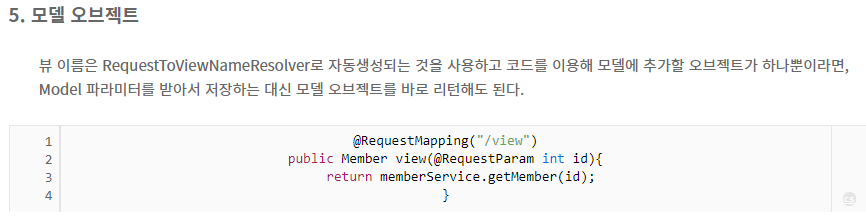 5. 모델 오브젝트
뷰 이름은 RequestToViewNameResolver로 자동생성되는 것을 사용하고 코드를 이용해 모델에 추가할 오브젝트가 하나뿐이라면,
Model 파라미터를 받아서 저장하는 대신 모델 오브젝트를 바로 리턴해도 된다.
1 @RequestMapping("/view")
2 public Member view(@RequestParam int id){
3 return memberService.getMember(id);
4 }
cs